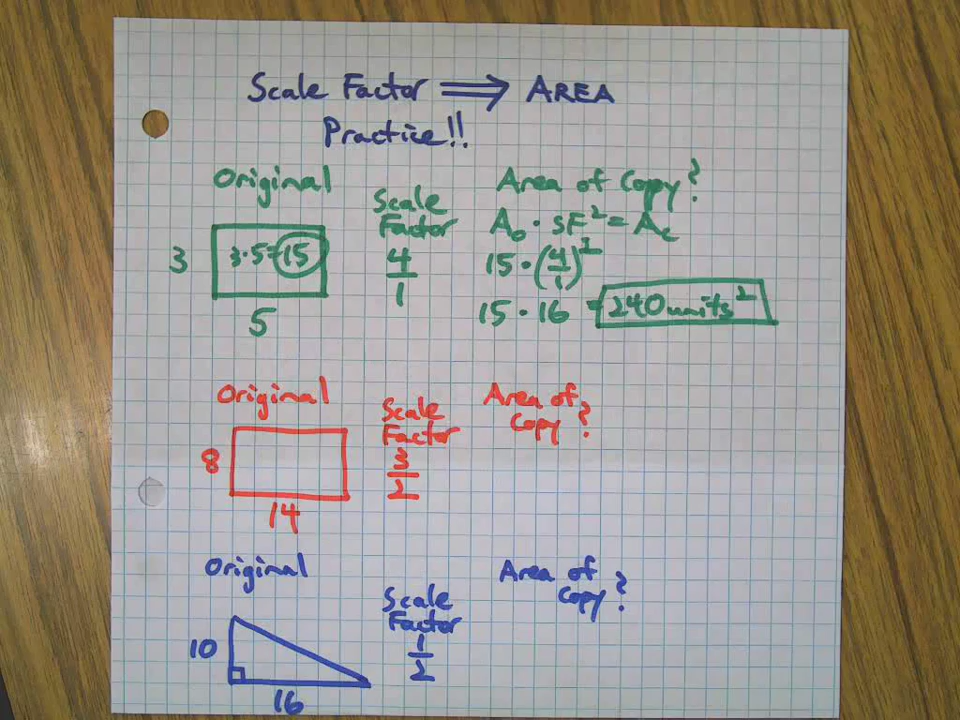 Scale Factor ⟹ AREA
Practice!!
Original
3
3·5=15
5
Scale
Factor
4/1
Area of Copy?
A₀ · SF² = A꜀
15 · (4/1)²
15 · 16 = 240 units²
Original
8
14
Scale
Factor
3/2
Area of
Copy?
Original
10
16
Scale
Factor
1/2
Area of
Copy?